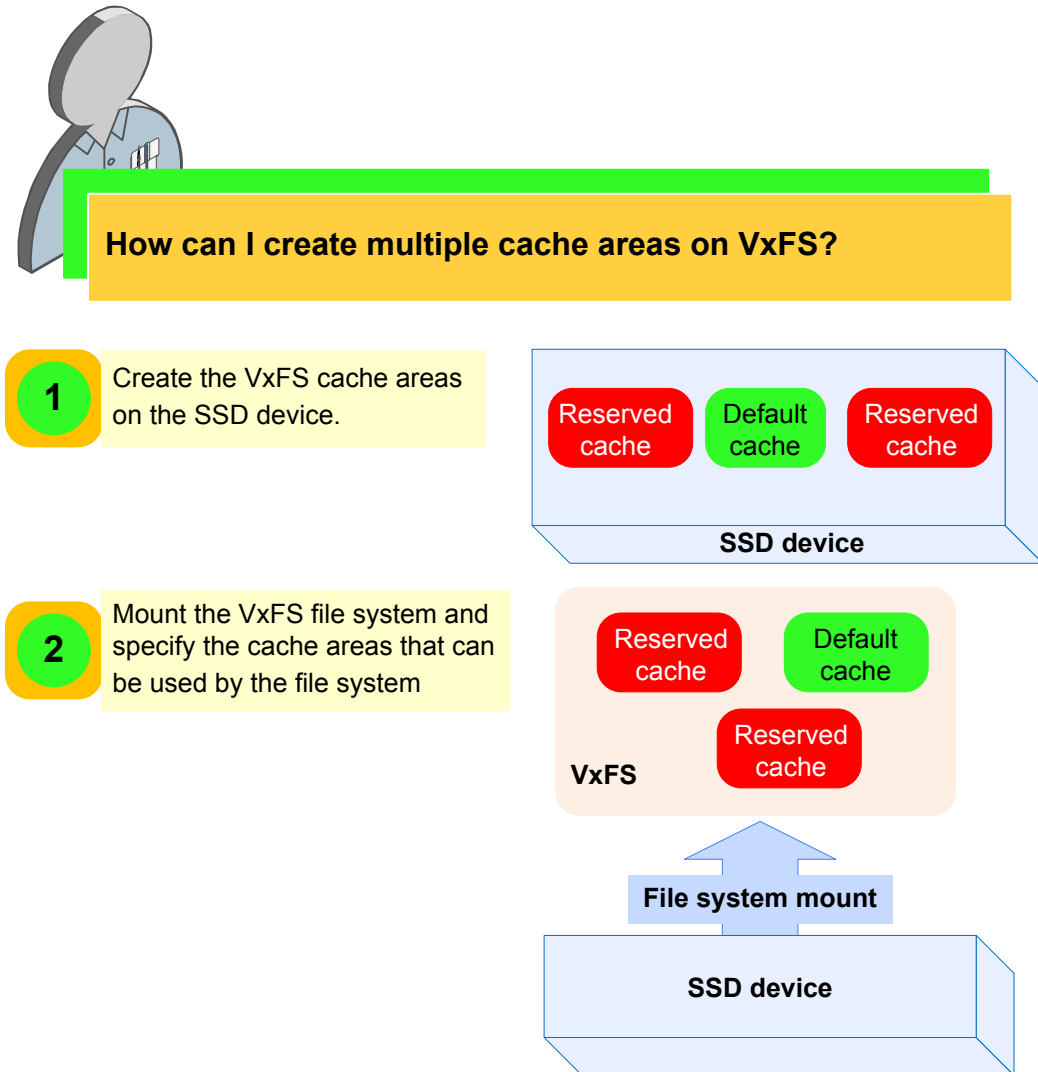 How can I create multiple cache areas on VxFS?
1
Create the VxFS cache areas
on the SSD device.
Reserved
cache
Default
cache
Reserved
cache
SSD device
2
Mount the VxFS file system and
specify the cache areas that can
be used by the file system
Reserved
cache
Default
cache
Reserved
cache
VxFS
File system mount
SSD device